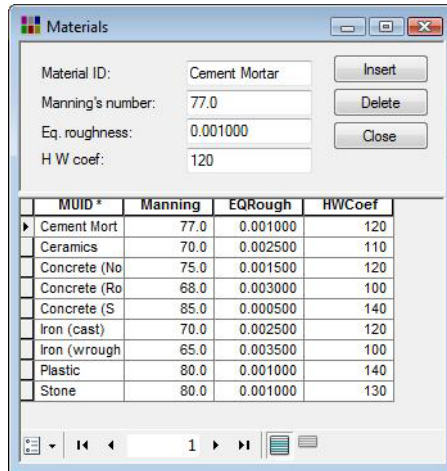 Materials
Material ID: Cement Mortar Insert
Manning's number: 77.0 Delete
Eq. roughness: 0.001000 Close
H W coef: 120
MUID * Manning EQRough HWCoef
Cement Mort 77.0 0.001000 120
Ceramics 70.0 0.002500 110
Concrete (No 75.0 0.001500 120
Concrete (Ro 68.0 0.003000 100
Concrete (S 85.0 0.000500 140
Iron (cast) 70.0 0.002500 120
Iron (wrough 65.0 0.003500 100
Plastic 80.0 0.001000 140
Stone 80.0 0.001000 130
1